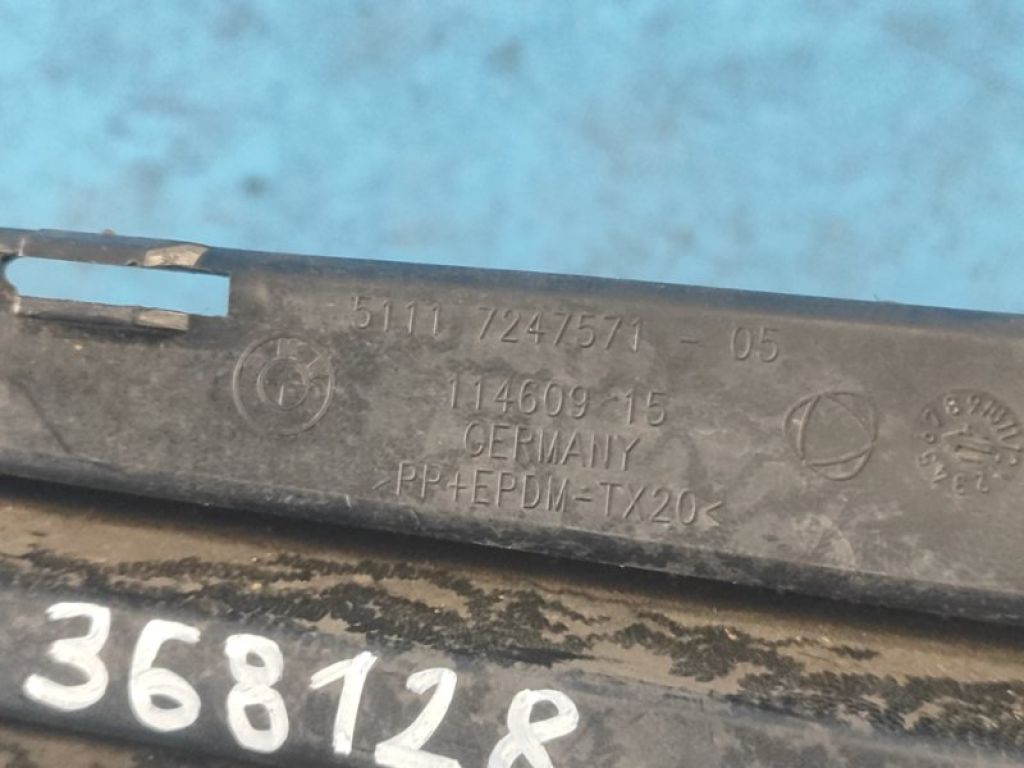 5111 7247571 - 05
114609 15
GERMANY
>PP+EPDM-TX20<
368128